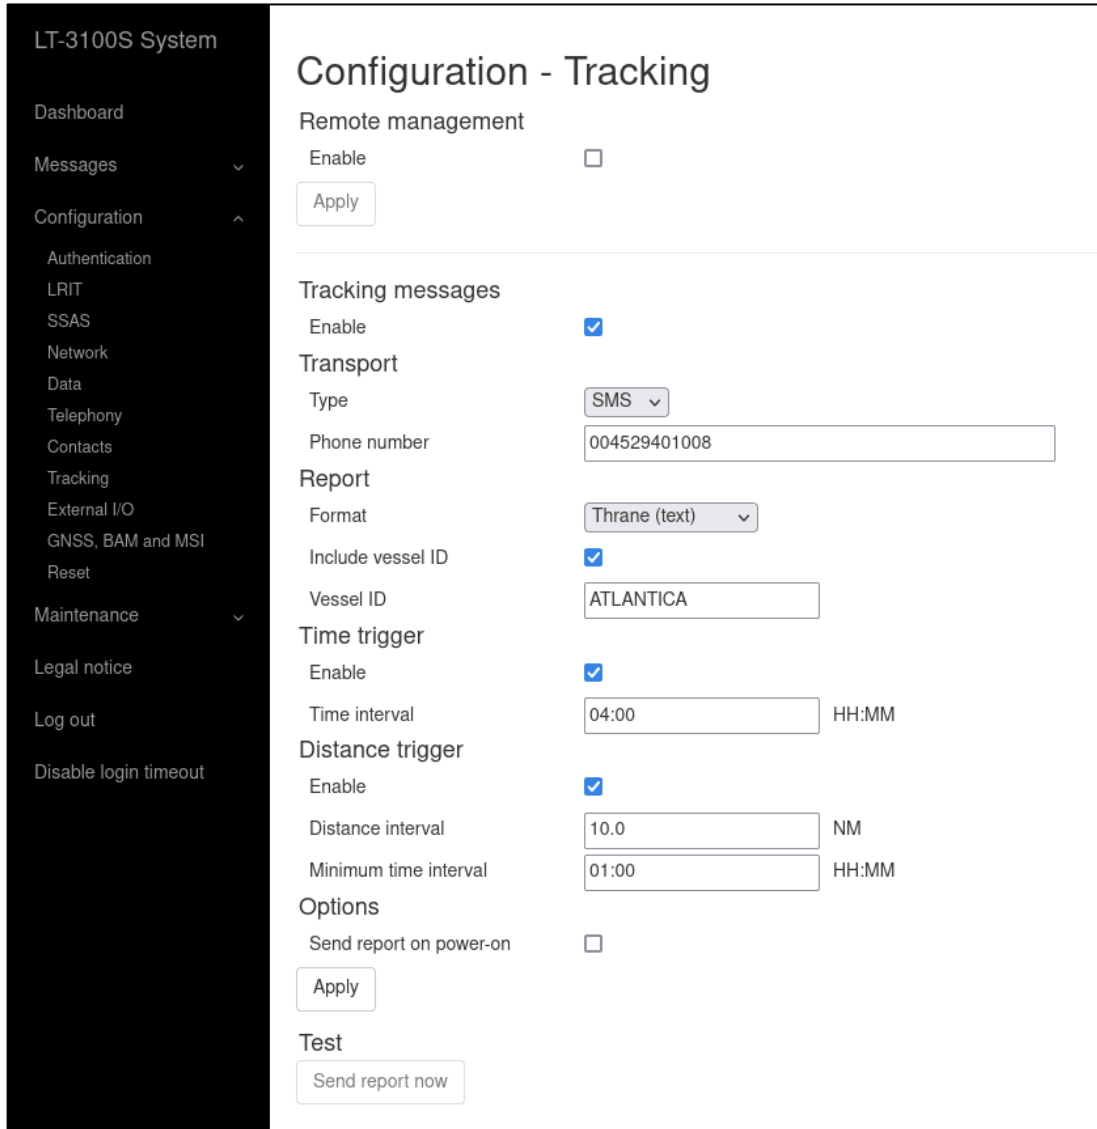 LT-3100S System
Dashboard
Messages
Configuration
Authentication
LRIT
SSAS
Network
Data
Telephony
Contacts
Tracking
External I/O
GNSS, BAM and MSI
Reset
Maintenance
Legal notice
Log out
Disable login timeout
Configuration - Tracking
Remote management
Enable
Apply
Tracking messages
Enable
Transport
Type SMS
Phone number 004529401008
Report
Format Thrane (text)
Include vessel ID
Vessel ID ATLANTICA
Time trigger
Enable
Time interval 04:00 HH:MM
Distance trigger
Enable
Distance interval 10.0 NM
Minimum time interval 01:00 HH:MM
Options
Send report on power-on
Apply
Test
Send report now